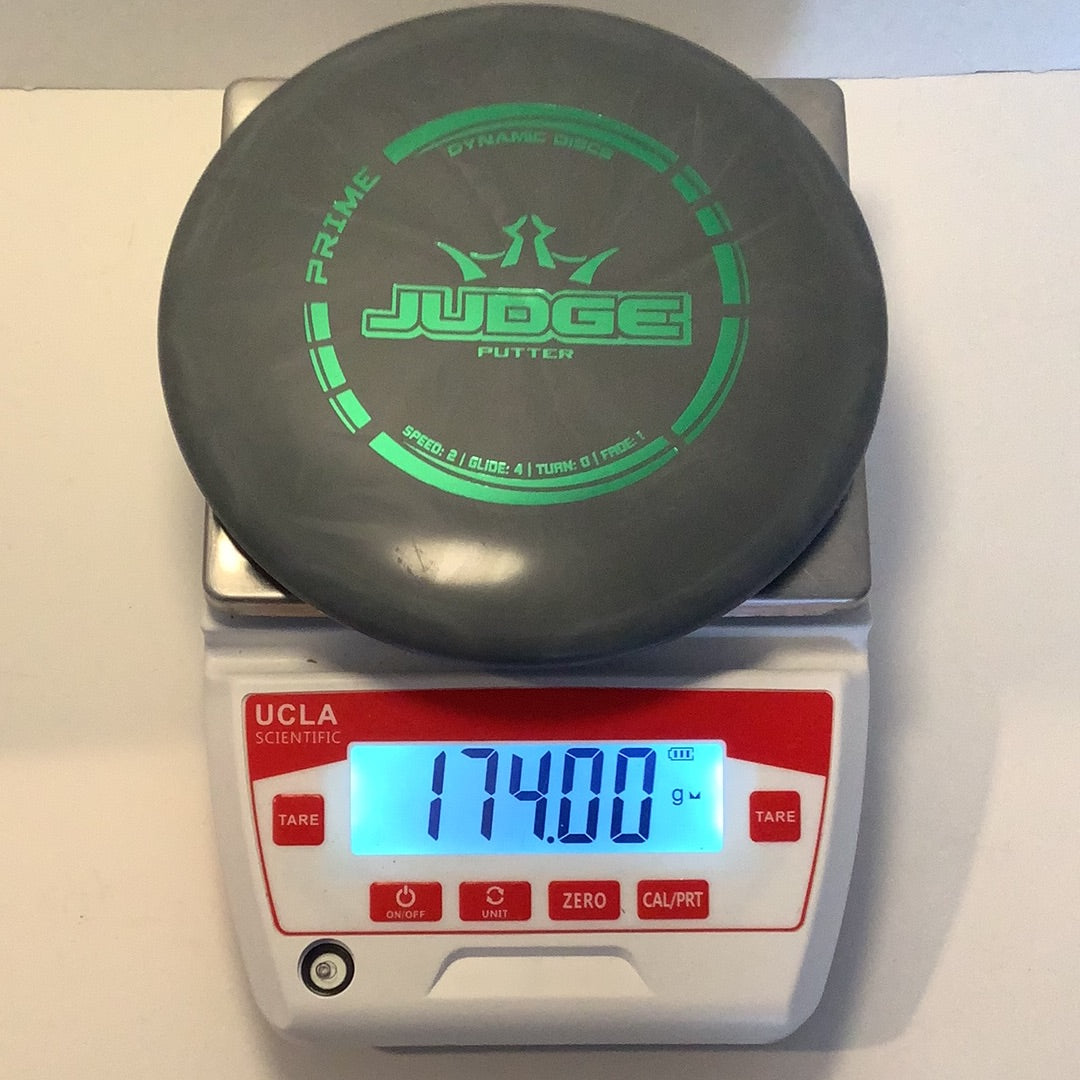 DYNAMIC DISCS
PRIME
JUDGE
PUTTER
SPEED: 2 | GLIDE: 4 | TURN: 0 | FADE: 1
UCLA
SCIENTIFIC
174.00
g
TARE
TARE
ON/OFF
UNIT
ZERO
CAL/PRT